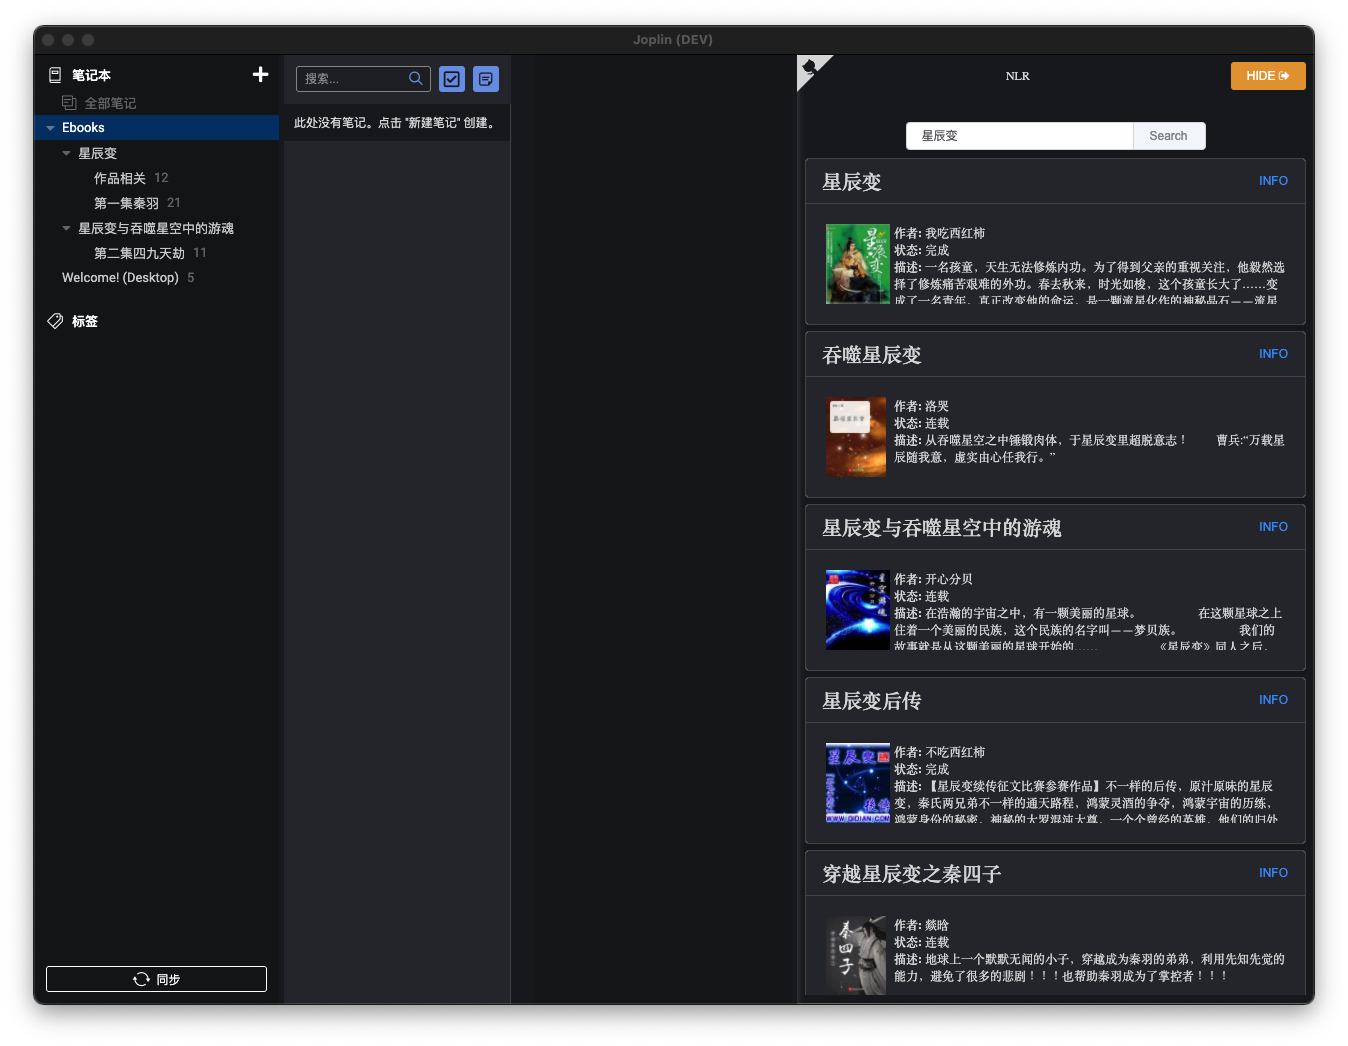 Joplin (DEV)
笔记本
全部笔记
Ebooks
星辰变
作品相关 12
第一集秦羽 21
星辰变与吞噬星空中的游魂
第二集四九天劫 11
Welcome! (Desktop) 5
标签
同步
搜索...
此处没有笔记。点击 "新建笔记" 创建。
NLR
HIDE
星辰变
Search
星辰变
INFO
作者: 我吃西红柿
状态: 完成
描述: 一名孩童，天生无法修炼内功。为了得到父亲的重视关注，他毅然选
择了修炼痛苦艰难的外功。春去秋来，时光如梭，这个孩童长大了……变
成了一名青年，真正改变他的命运，是一颗流星化作的神秘晶石——流星
吞噬星辰变
INFO
作者: 洛哭
状态: 连载
描述: 从吞噬星空之中锤锻肉体，于星辰变里超脱意志！ 曹兵:“万载星
辰随我意，虚实由心任我行。”
星辰变与吞噬星空中的游魂
INFO
星空游魂
作者: 开心分贝
状态: 连载
描述: 在浩瀚的宇宙之中，有一颗美丽的星球。 在这颗星球之上
住着一个美丽的民族，这个民族的名字叫——梦贝族。 我们的
故事就是从这颗美丽的星球开始的…… 《星辰变》同人之后，
星辰变后传
INFO
星辰变
后传
WWW.QIDIAN.COM
作者: 不吃西红柿
状态: 完成
描述: 【星辰变续传征文比赛参赛作品】不一样的后传，原汁原味的星辰
变，秦氏两兄弟不一样的通天路程，鸿蒙灵酒的争夺，鸿蒙宇宙的历练，
鸿蒙身份的秘密，神秘的大罗混沌大尊，一个个曾经的英雄，他们的归处
穿越星辰变之秦四子
INFO
秦四子
作者: 燚晗
状态: 连载
描述: 地球上一个默默无闻的小子，穿越成为秦羽的弟弟，利用先知先觉的
能力，避免了很多的悲剧！！！也帮助秦羽成为了掌控者！！！